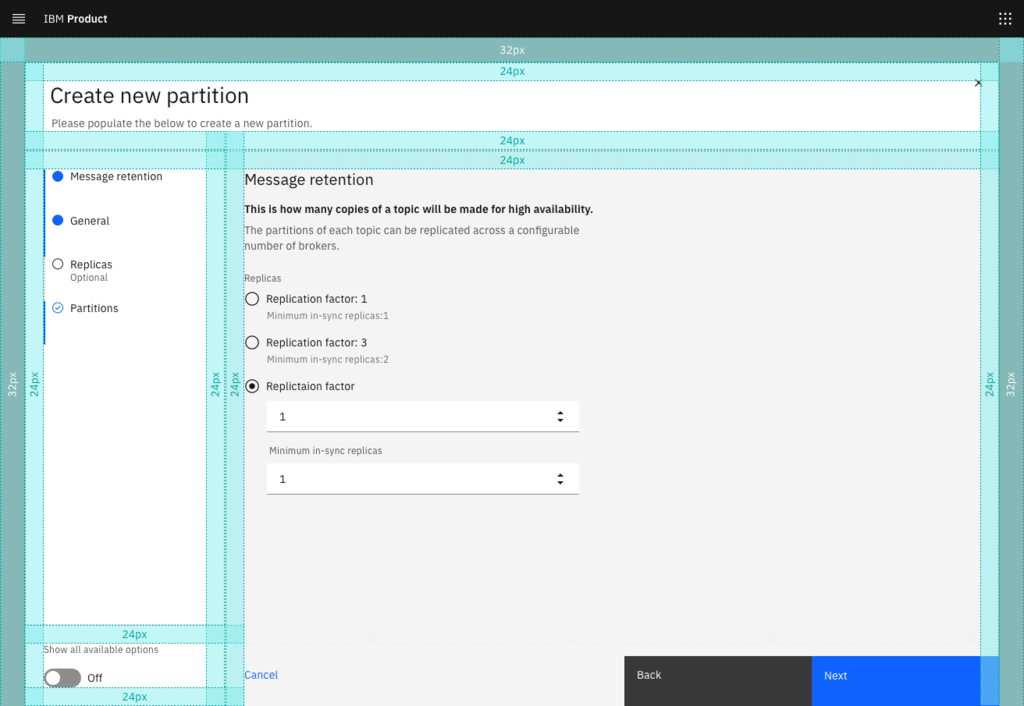 IBM Product
32px
24px
Create new partition
Please populate the below to create a new partition.
24px
24px
Message retention
General
Replicas
Optional
Partitions
Message retention
This is how many copies of a topic will be made for high availability.
The partitions of each topic can be replicated across a configurable
number of brokers.
Replicas
Replication factor: 1
Minimum in-sync replicas:1
Replication factor: 3
Minimum in-sync replicas:2
Replictaion factor
1
Minimum in-sync replicas
1
32px
24px
24px
24px
24px
32px
24px
Show all available options
Off
24px
Cancel
Back
Next